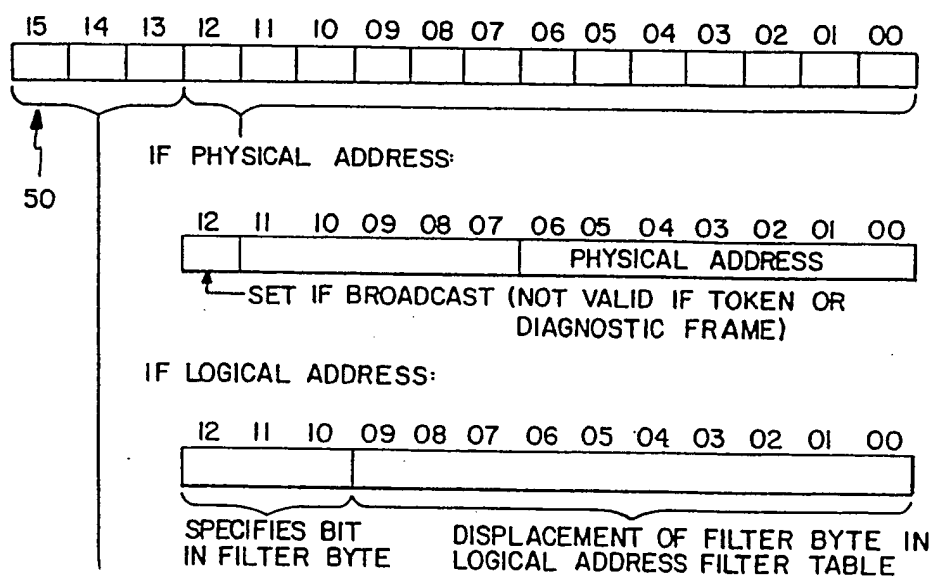 15 14 13 12 11 10 09 08 07 06 05 04 03 02 01 00
50
IF PHYSICAL ADDRESS:
12 11 10 09 08 07 06 05 04 03 02 01 00
PHYSICAL ADDRESS
SET IF BROADCAST (NOT VALID IF TOKEN OR
DIAGNOSTIC FRAME)
IF LOGICAL ADDRESS:
12 11 10 09 08 07 06 05 04 03 02 01 00
SPECIFIES BIT
IN FILTER BYTE
DISPLACEMENT OF FILTER BYTE IN
LOGICAL ADDRESS FILTER TABLE